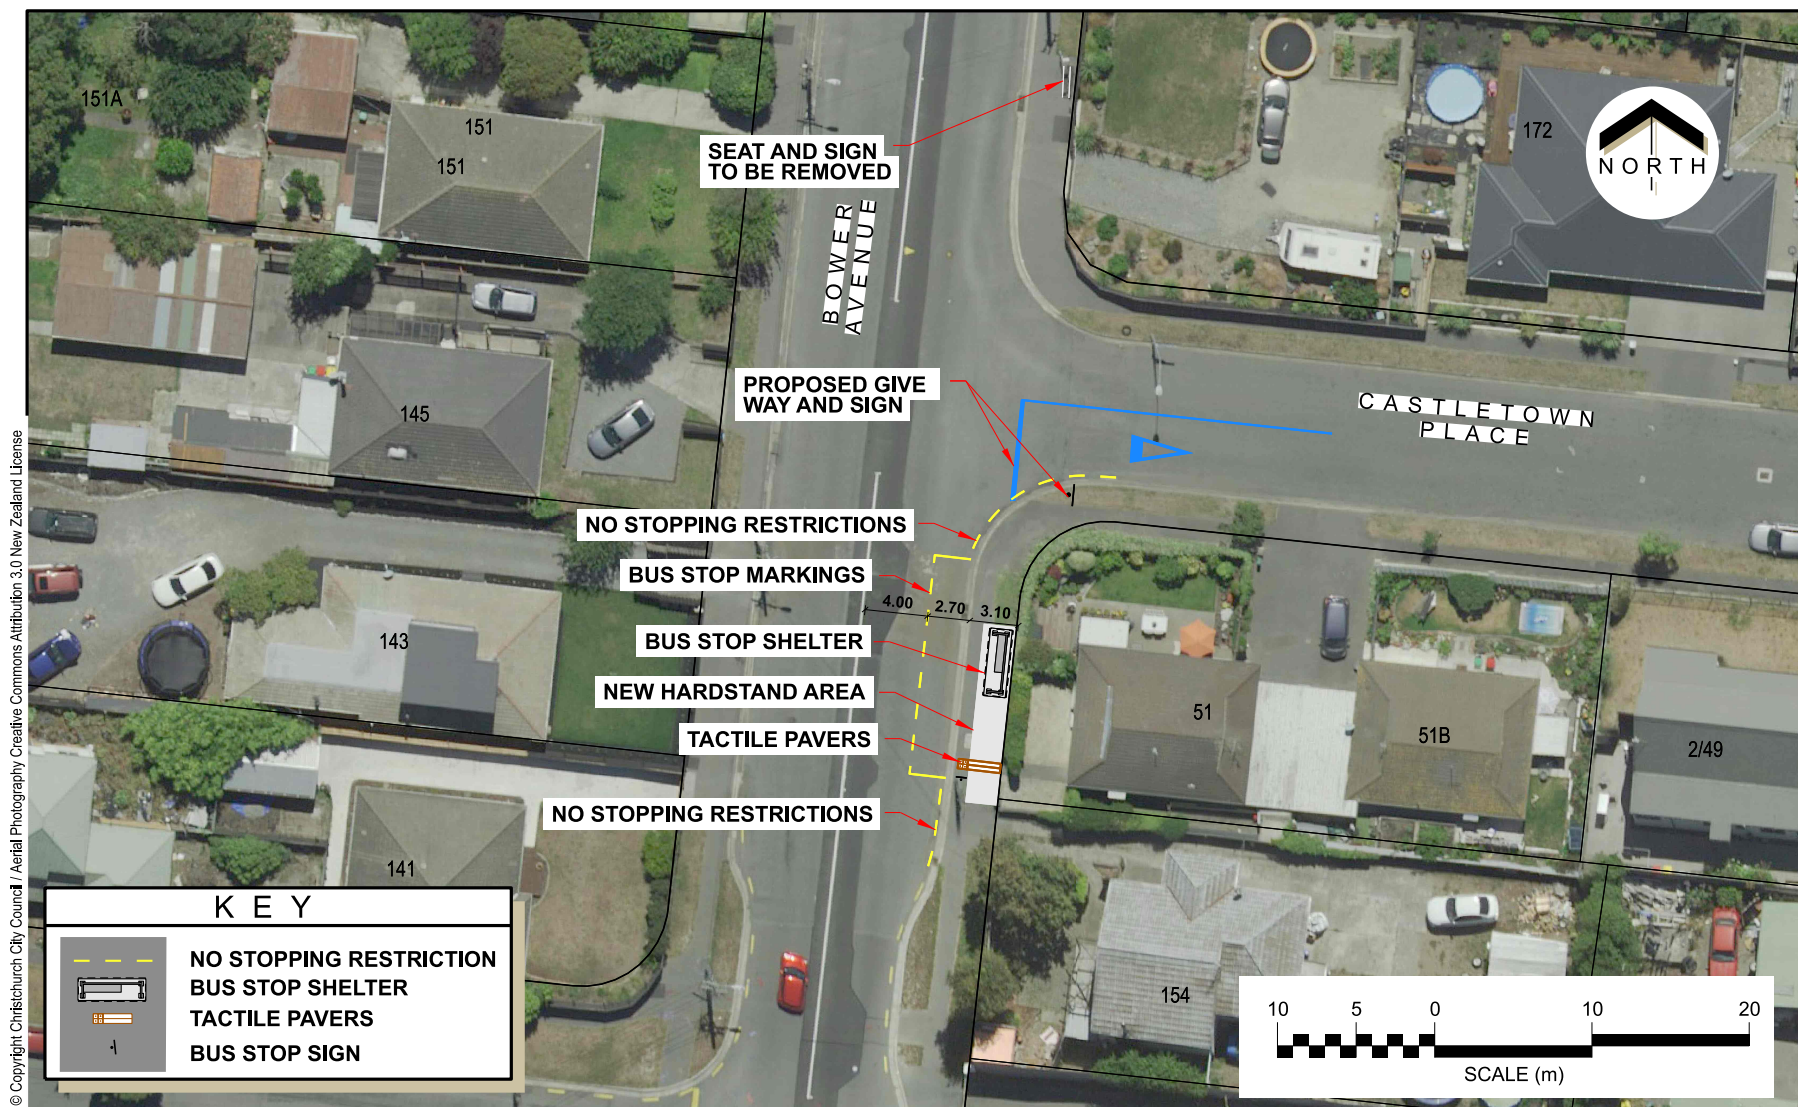 151A
151
151
SEAT AND SIGN
TO BE REMOVED
172
NORTH
BOWER
AVENUE
PROPOSED GIVE
WAY AND SIGN
CASTLETOWN
PLACE
145
NO STOPPING RESTRICTIONS
BUS STOP MARKINGS
4.00 2.70 3.10
143
BUS STOP SHELTER
NEW HARDSTAND AREA
TACTILE PAVERS
51
51B
2/49
NO STOPPING RESTRICTIONS
141
154
KEY
NO STOPPING RESTRICTION
BUS STOP SHELTER
TACTILE PAVERS
BUS STOP SIGN
10 5 0 10 20
SCALE (m)
© Copyright Christchurch City Council / Aerial Photography Creative Commons Attribution 3.0 New Zealand License